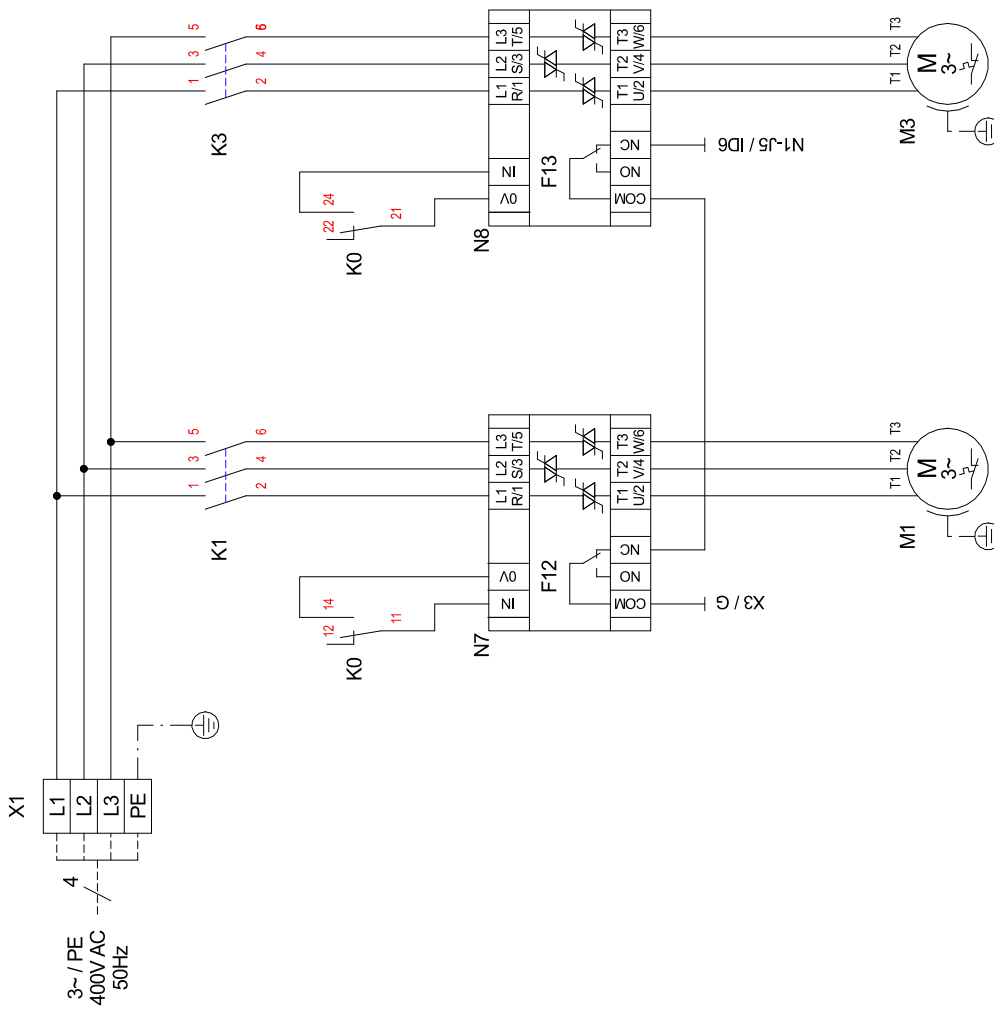 X1
L1
L2
L3
PE
4
3~ / PE
400V AC
50Hz
K1
1
3
5
2
4
6
K0
12
14
11
N7
F12
L1 L2 L3
R/1 S/3 T/5
IN
0V
T1 T2 T3
U/2 V/4 W/6
COM
NO
NC
X3 / G
T1
T2
T3
M1
M
3~
K3
1
3
5
2
4
6
K0
22
24
21
N8
F13
L1 L2 L3
R/1 S/3 T/5
0V
IN
T1 T2 T3
U/2 V/4 W/6
COM
NO
NC
N1-J5 / ID6
T1
T2
T3
M3
M
3~